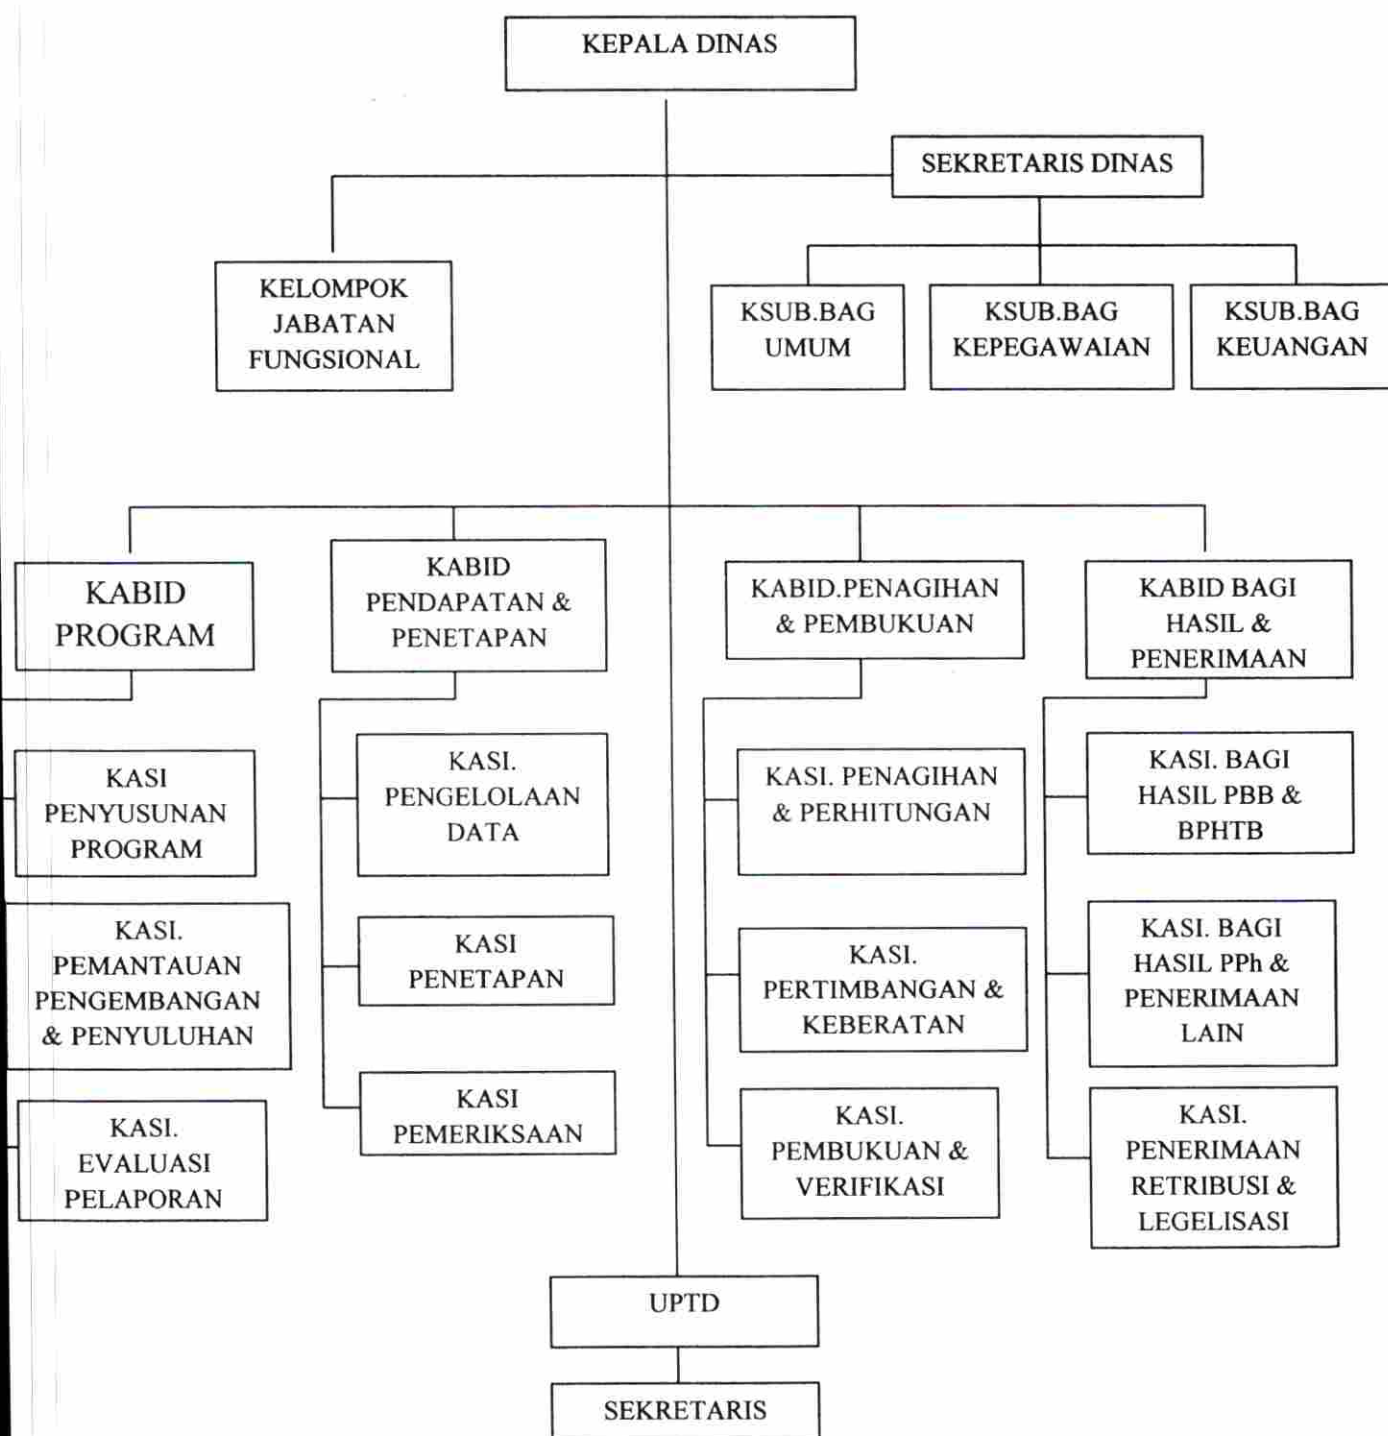 KEPALA DINAS
SEKRETARIS DINAS
KELOMPOK
JABATAN
FUNGSIONAL
KSUB.BAG
UMUM
KSUB.BAG
KEPEGAWAIAN
KSUB.BAG
KEUANGAN
KABID
PROGRAM
KABID
PENDAPATAN &
PENETAPAN
KABID.PENAGIHAN
& PEMBUKUAN
KABID BAGI
HASIL &
PENERIMAAN
KASI
PENYUSUNAN
PROGRAM
KASI.
PEMANTAUAN
PENGEMBANGAN
& PENYULUHAN
KASI.
EVALUASI
PELAPORAN
KASI.
PENGELOLAAN
DATA
KASI
PENETAPAN
KASI
PEMERIKSAAN
KASI. PENAGIHAN
& PERHITUNGAN
KASI.
PERTIMBANGAN &
KEBERATAN
KASI.
PEMBUKUAN &
VERIFIKASI
KASI. BAGI
HASIL PBB &
BPHTB
KASI. BAGI
HASIL PPh &
PENERIMAAN
LAIN
KASI.
PENERIMAAN
RETRIBUSI &
LEGELISASI
UPTD
SEKRETARIS